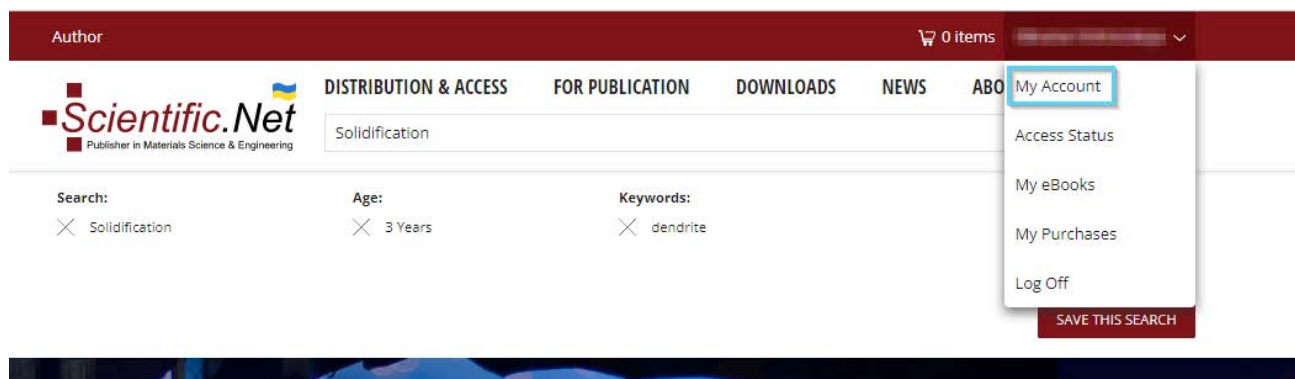 Author
0 items
DISTRIBUTION & ACCESS FOR PUBLICATION DOWNLOADS NEWS ABO
Scientific.Net
Publisher in Materials Science & Engineering
Solidification
My Account
Access Status
My eBooks
My Purchases
Log Off
Search: Age: Keywords:
Solidification 3 Years dendrite
SAVE THIS SEARCH